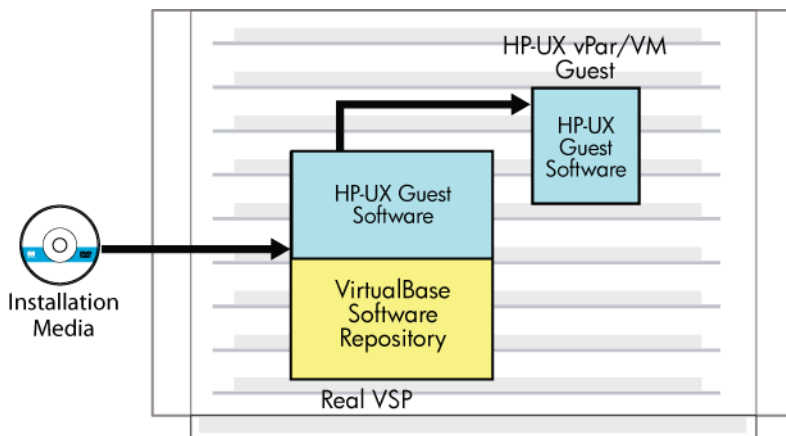 HP-UX vPar/VM
Guest
HP-UX
Guest
Software
HP-UX Guest
Software
VirtualBase
Software
Repository
Installation
Media
Real VSP